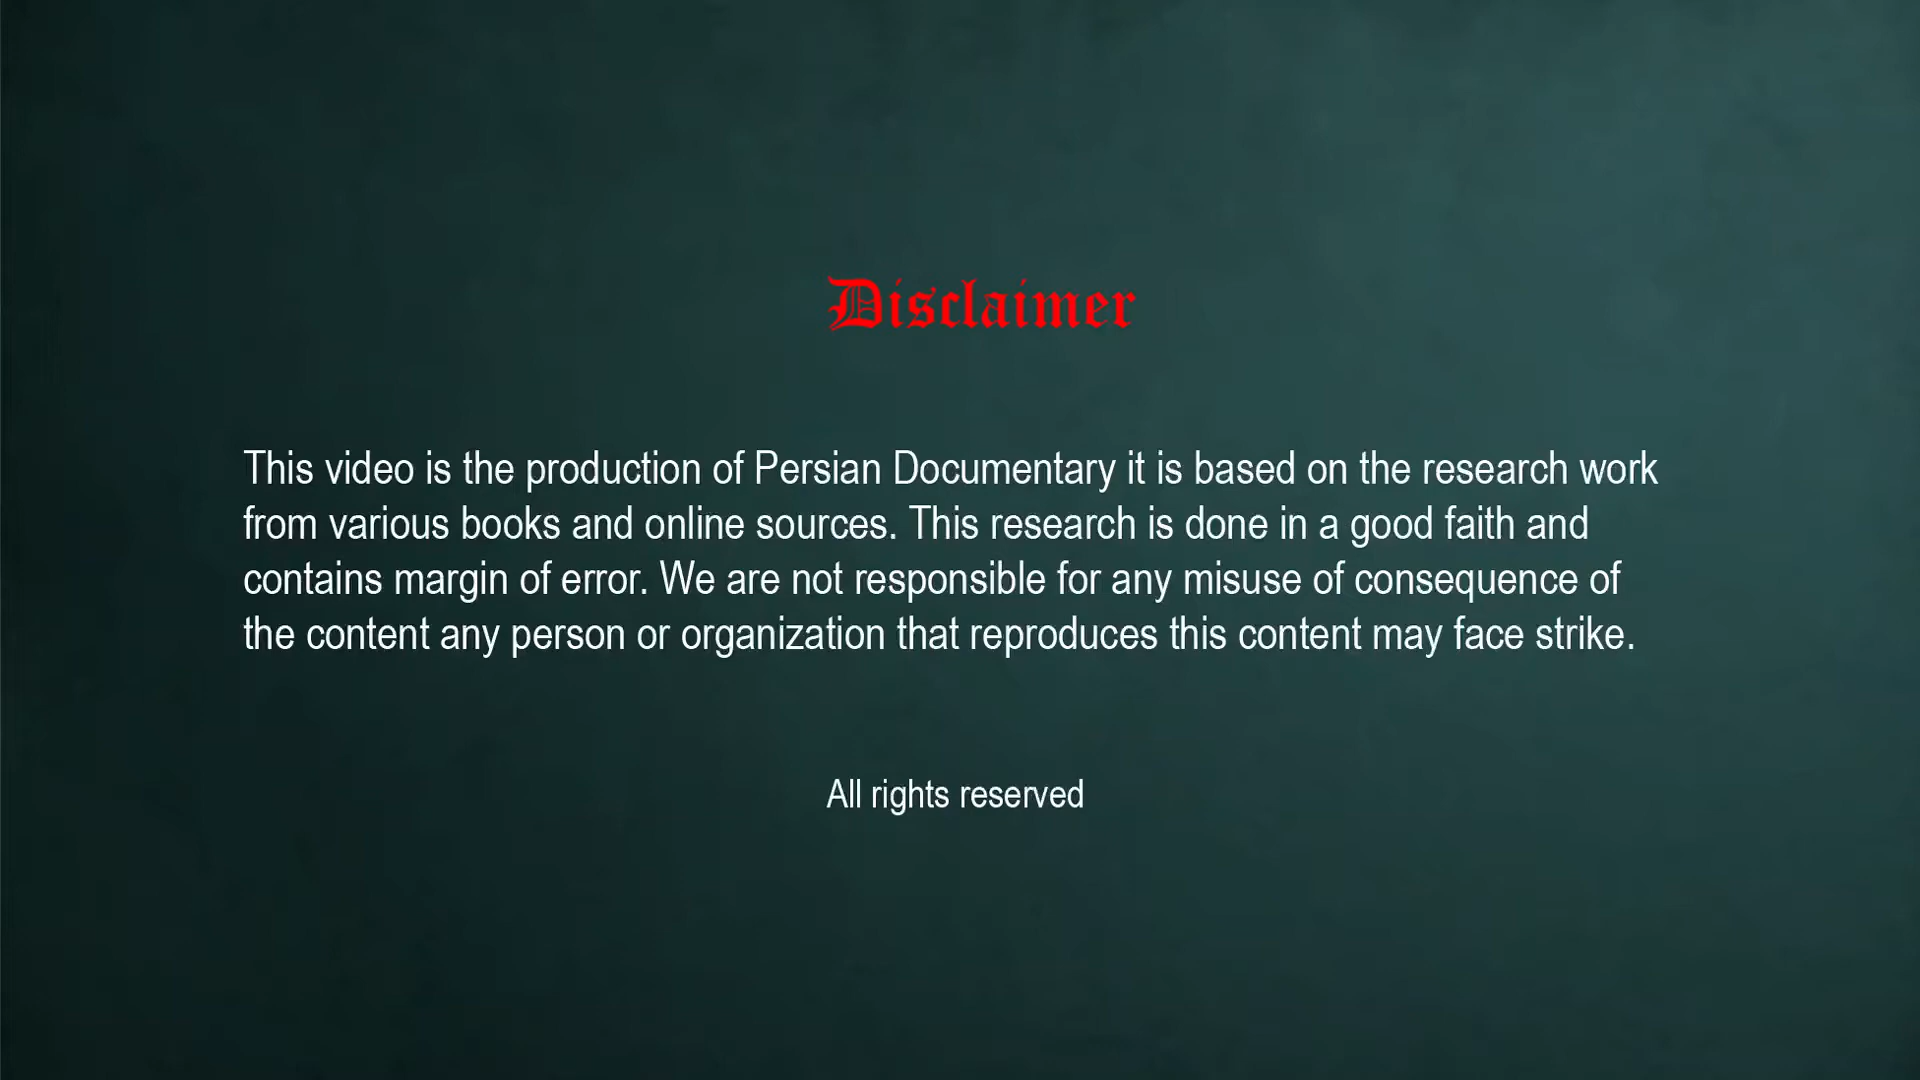 Disclaimer
This video is the production of Persian Documentary it is based on the research work
from various books and online sources. This research is done in a good faith and
contains margin of error. We are not responsible for any misuse of consequence of
the content any person or organization that reproduces this content may face strike.
All rights reserved